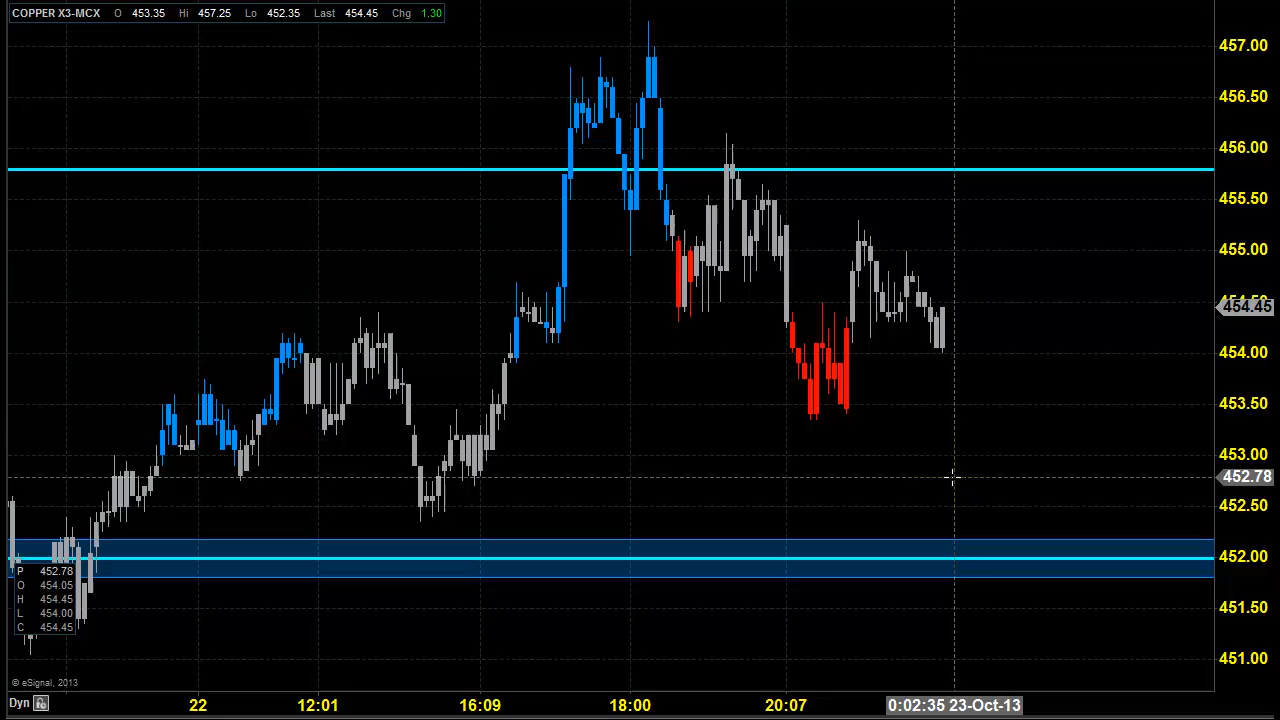 COPPER X3-MCX O 453.35 Hi 457.25 Lo 452.35 Last 454.45 Chg 1.30
457.00
456.50
456.00
455.50
455.00
454.45
454.00
453.50
453.00
452.78
452.50
452.00
451.50
451.00
P 452.78
O 454.05
H 454.45
L 454.00
C 454.45
© eSignal, 2013
Dyn 22 12:01 16:09 18:00 20:07 0:02:35 23-Oct-13